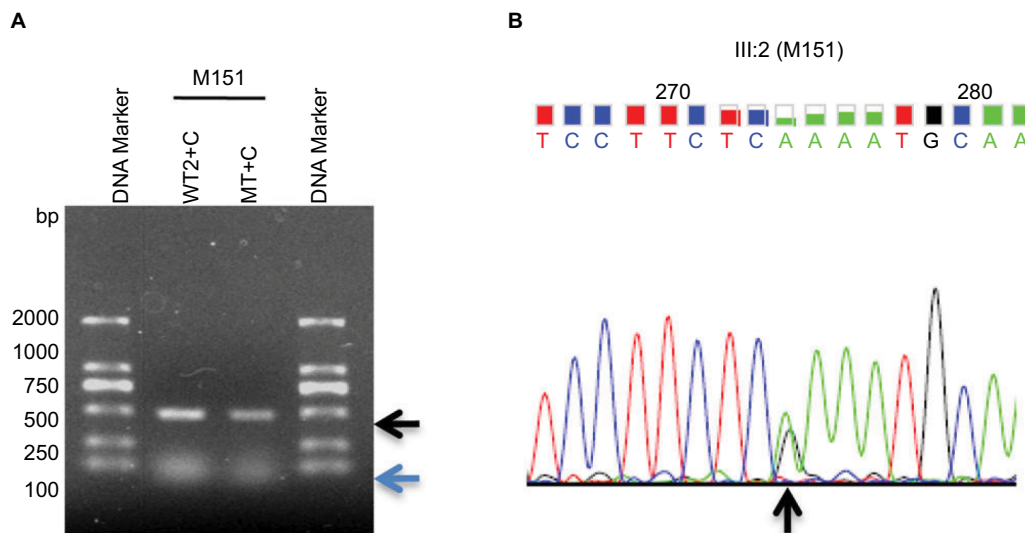 A
M151
DNA Marker
WT2+C
MT+C
DNA Marker
bp
2000
1000
750
500
250
100
B
III:2 (M151)
270 280
T C C T T C T C A A A A T G C A A